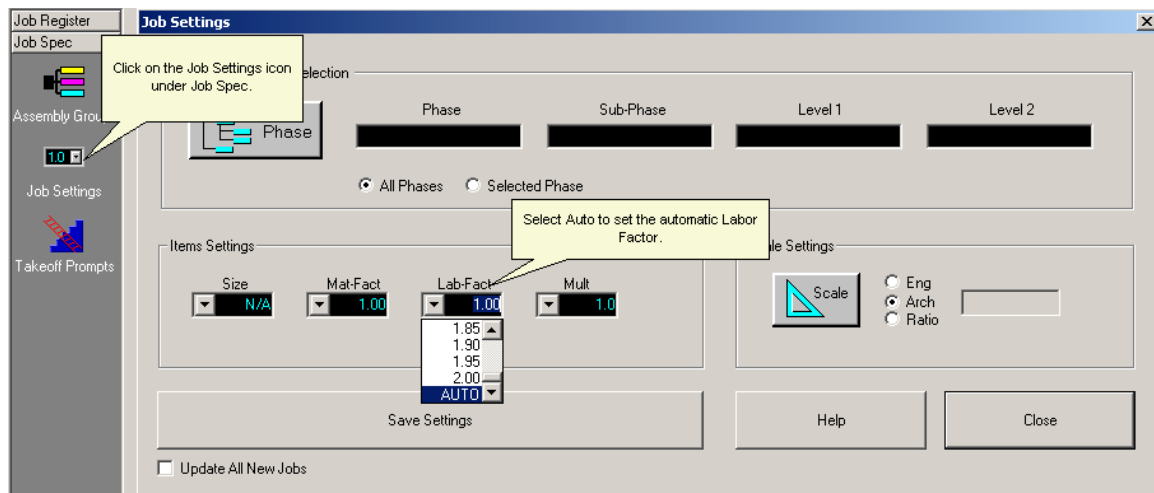 Job Register
Job Spec
Job Settings
Click on the Job Settings icon
under Job Spec.
Assembly Grou
1.0
Job Settings
Takeoff Prompts
election
Phase
Phase
Sub-Phase
Level 1
Level 2
All Phases
Selected Phase
Select Auto to set the automatic Labor
Factor.
Items Settings
Size
N/A
Mat-Fact
1.00
Lab-Fact
1.00
Mult
1.0
1.85
1.90
1.95
2.00
AUTO
le Settings
Scale
Eng
Arch
Ratio
Save Settings
Help
Close
Update All New Jobs